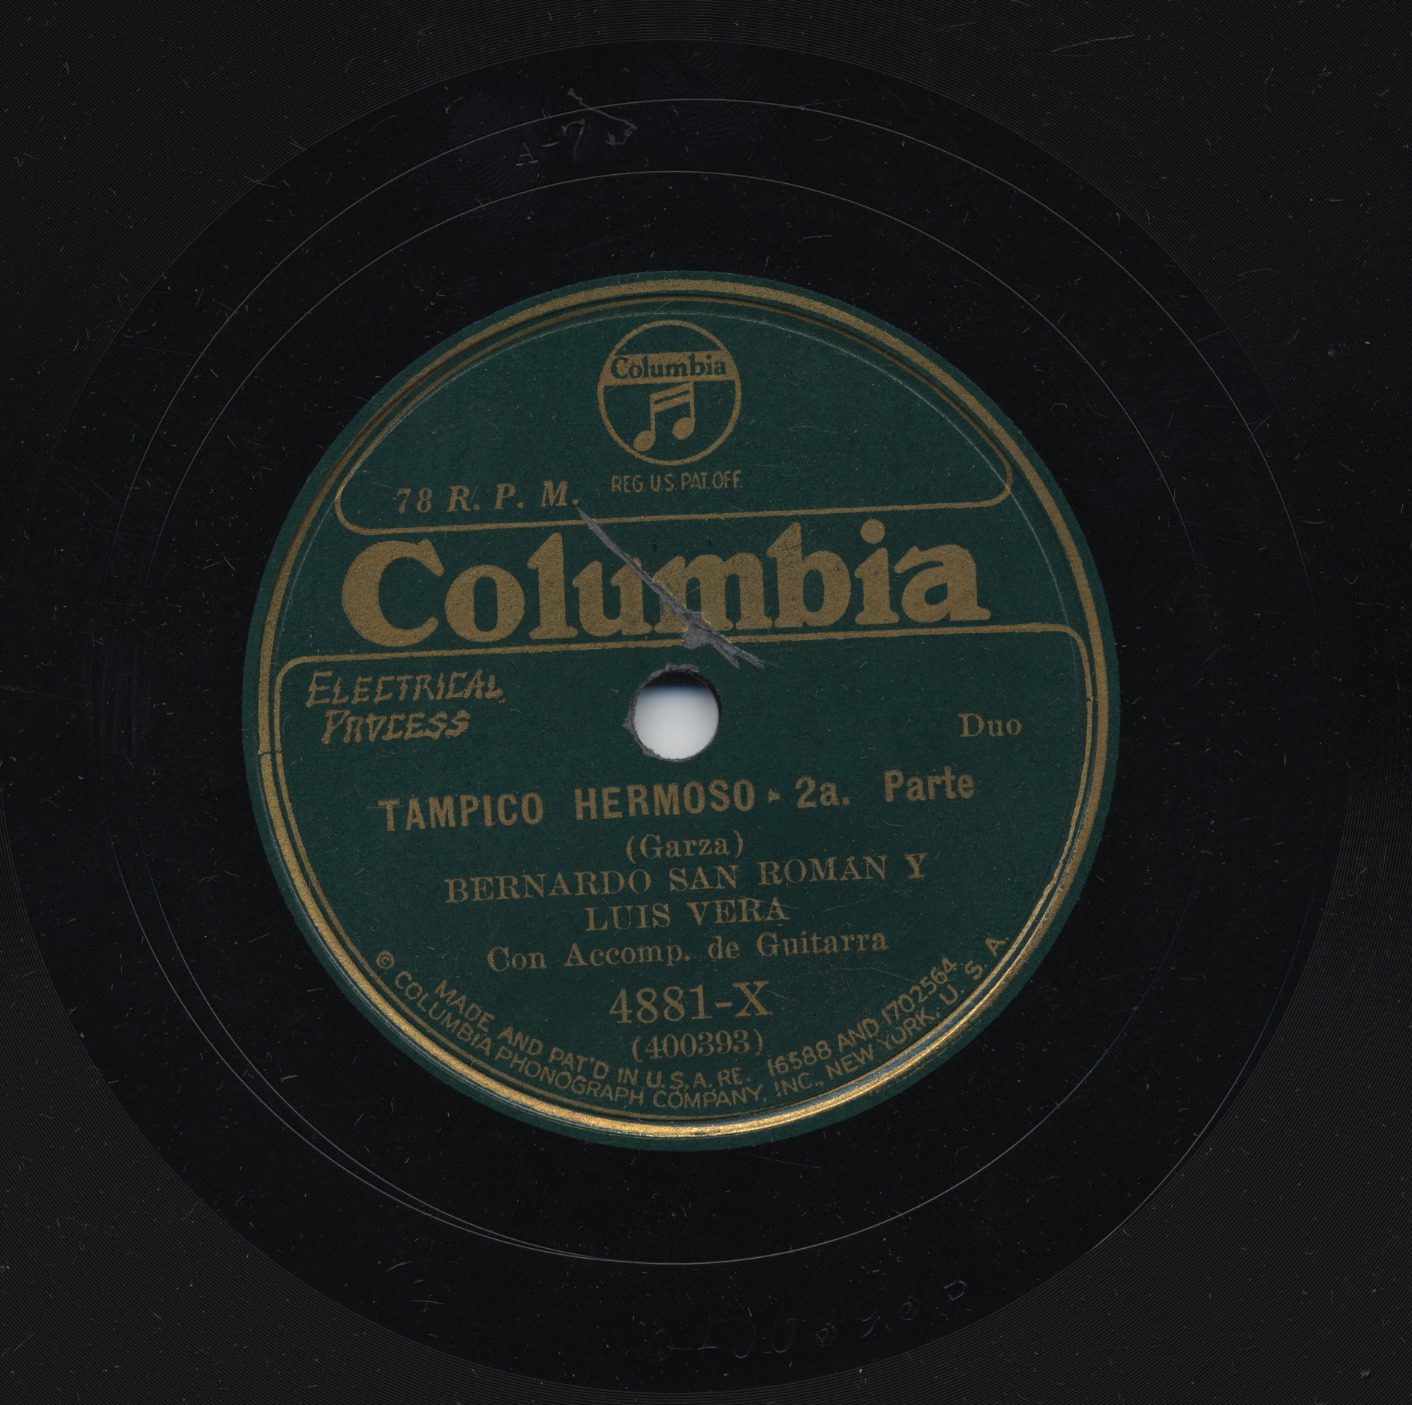 A-73
Columbia
REG. U.S. PAT. OFF.
78 R. P. M.
Columbia
ELECTRICAL
PROCESS
Duo
TAMPICO HERMOSO - 2a. Parte
(Garza)
BERNARDO SAN ROMÁN Y
LUIS VERA
Con Accomp. de Guitarra
4881-X
(400393)
MADE AND PAT'D IN U.S.A. RE. 16588 AND 1702564
© COLUMBIA PHONOGRAPH COMPANY, INC., NEW YORK, U. S. A.